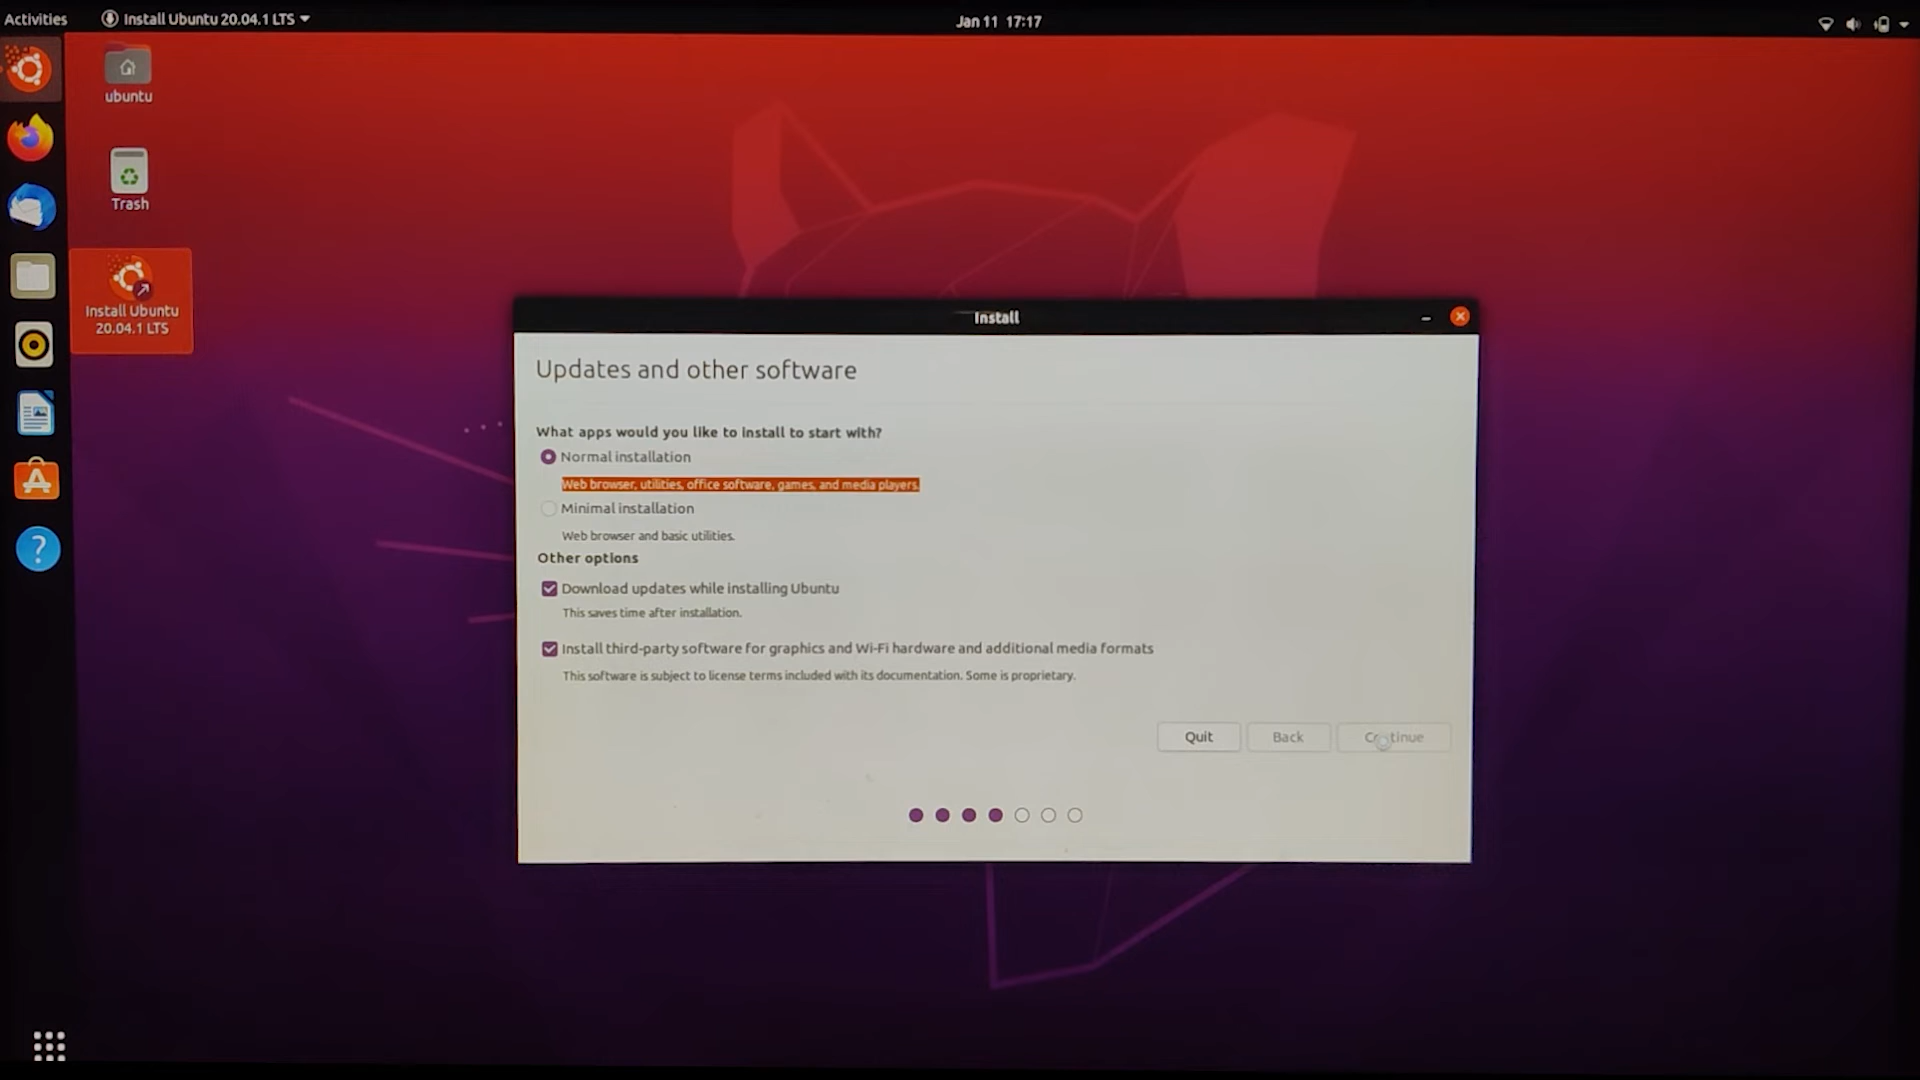 Activities
Install Ubuntu 20.04.1 LTS
Jan 11 17:17
ubuntu
Trash
Install Ubuntu
20.04.1 LTS
Install
Updates and other software
What apps would you like to install to start with?
Normal installation
Web browser, utilities, office software, games, and media players.
Minimal installation
Web browser and basic utilities.
Other options
Download updates while installing Ubuntu
This saves time after installation.
Install third-party software for graphics and Wi-Fi hardware and additional media formats
This software is subject to license terms included with its documentation. Some is proprietary.
Quit
Back
Continue